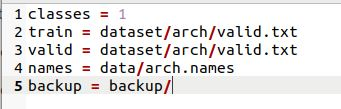 1 classes = 1
2 train = dataset/arch/valid.txt
3 valid = dataset/arch/valid.txt
4 names = data/arch.names
5 backup = backup/